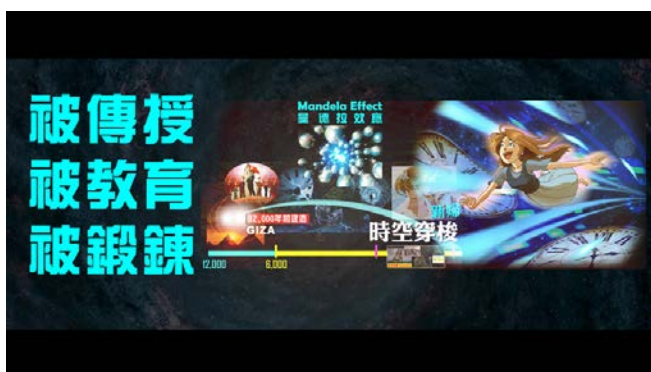 被傳授
被教育
被鍛鍊
Mandela Effect
曼德拉效應
82,000年前建造
GIZA
時空穿梭
12,000
6,000